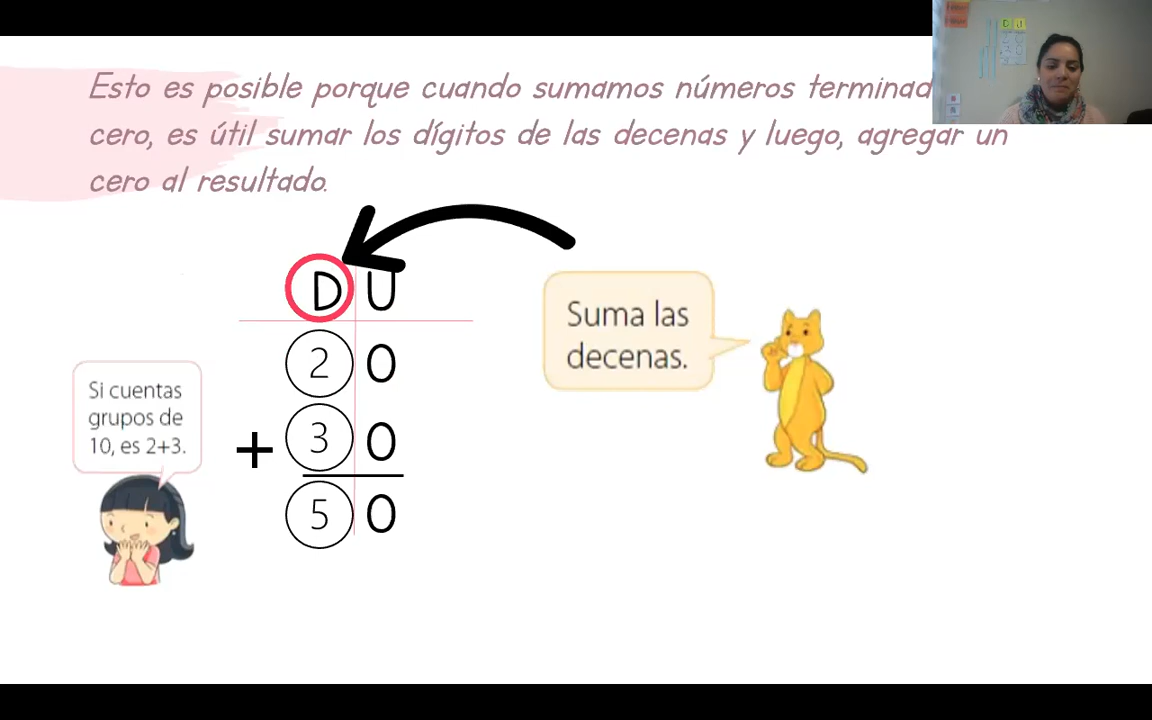 Esto es posible porque cuando sumamos números terminad
cero, es útil sumar los dígitos de las decenas y luego, agregar un
cero al resultado.
D U
2 0
+ 3 0
5 0
Suma las
decenas.
Si cuentas
grupos de
10, es 2+3.
D U